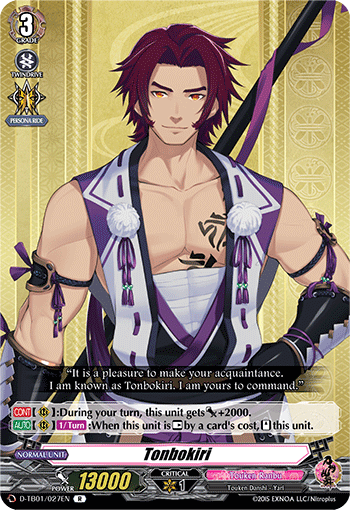 3
GRADE
TWINDRIVE
PERSONA RIDE
"It is a pleasure to make your acquaintance.
I am known as Tonbokiri. I am yours to command."
CONT :During your turn, this unit gets +2000.
AUTO 1/Turn :When this unit is by a card's cost, this unit.
NORMAL UNIT
Tonbokiri
POWER 13000 CRITICAL 1
Touken Ranbu
Touken Danshi - Yari
D-TB01/027EN R ©2015 EXNOA LLC/Nitroplus